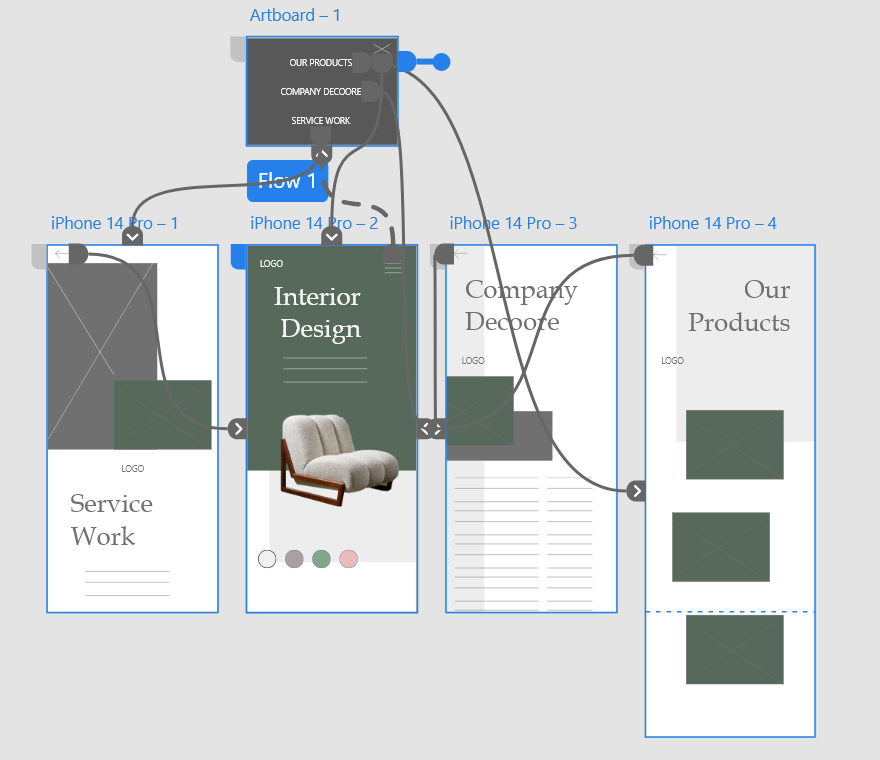 Artboard – 1
OUR PRODUCTS
COMPANY DECOORE
SERVICE WORK
Flow 1
iPhone 14 Pro – 1
iPhone 14 Pro – 2
iPhone 14 Pro – 3
iPhone 14 Pro – 4
LOGO
Service
Work
LOGO
Interior
Design
Company
Decoore
LOGO
Our
Products
LOGO